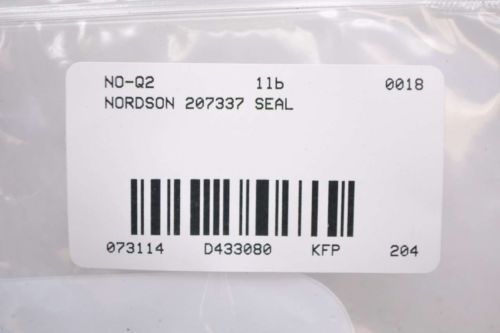 NO-Q2 1lb 0018
NORDSON 207337 SEAL
073114 D433080 KFP 204